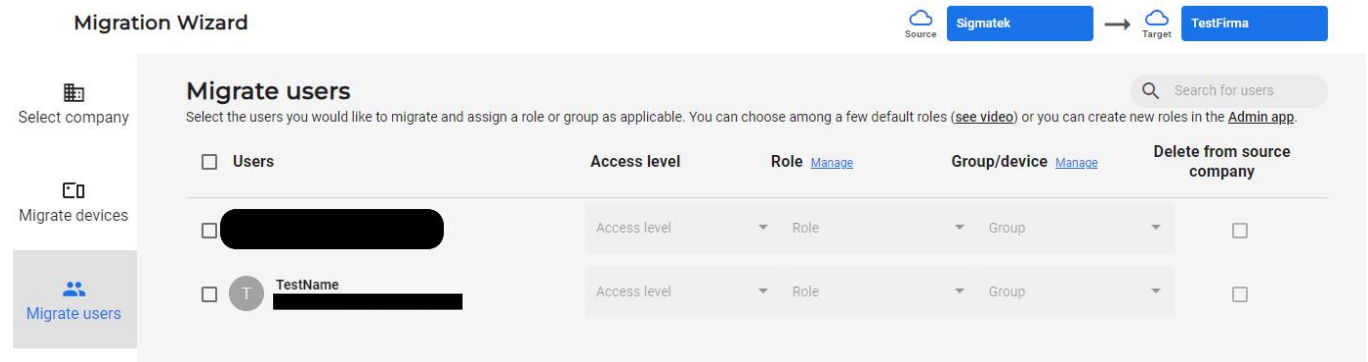 Migration Wizard
Source Sigmatek Target TestFirma
Select company
Migrate devices
Migrate users
Migrate users
Search for users
Select the users you would like to migrate and assign a role or group as applicable. You can choose among a few default roles (see video) or you can create new roles in the Admin app.
Users Access level Role Manage Group/device Manage Delete from source company
Access level Role Group
T TestName Access level Role Group